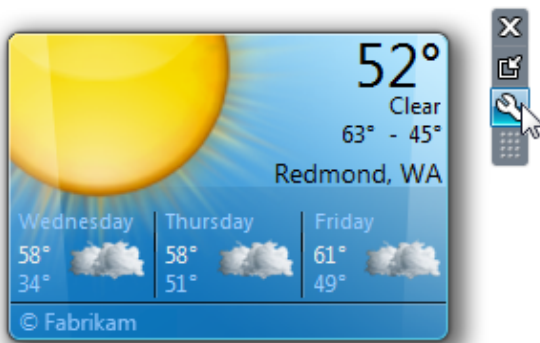 52°
Clear
63° - 45°
Redmond, WA
Wednesday Thursday Friday
58° 58° 61°
34° 51° 49°
© Fabrikam